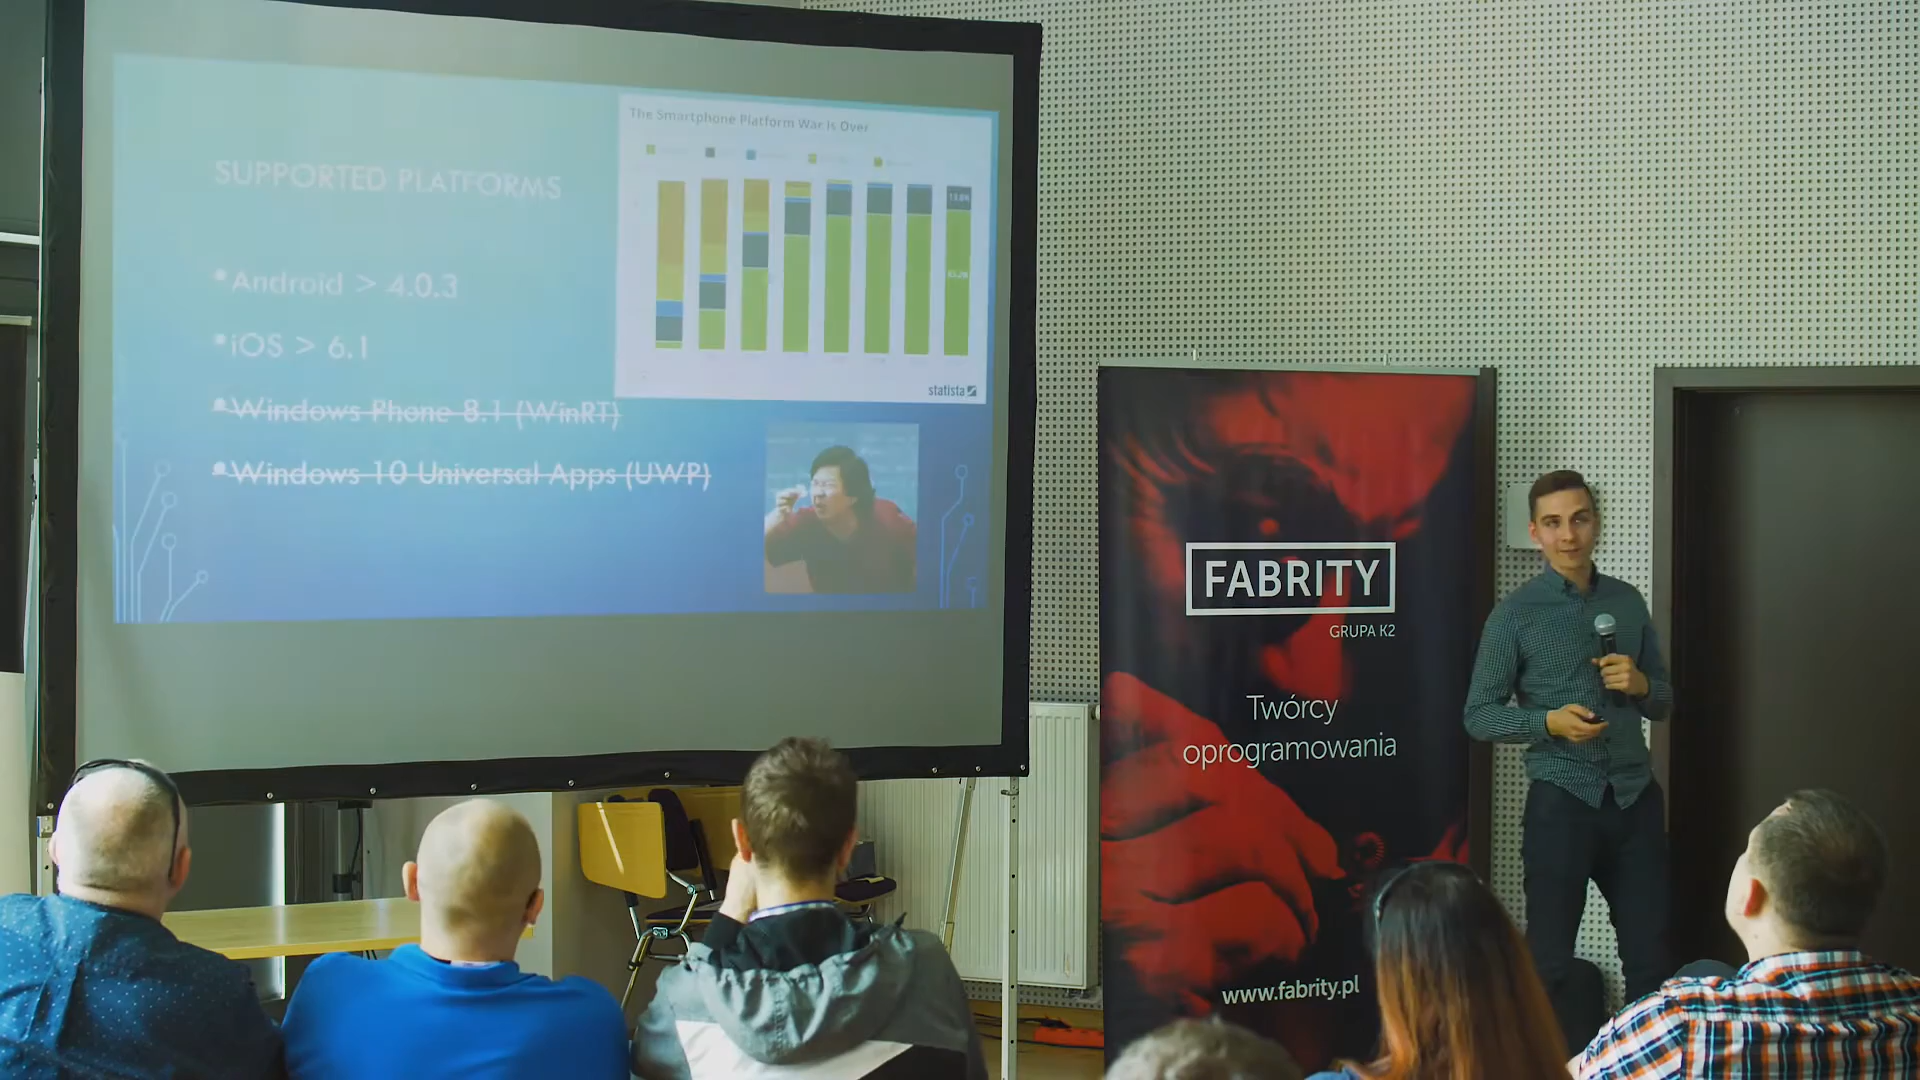 The Smartphone Platform War Is Over
SUPPORTED PLATFORMS
•Android > 4.0.3
•iOS > 6.1
•Windows Phone 8.1 (WinRT)
•Windows 10 Universal Apps (UWP)
statista
FABRITY
GRUPA K2
Twórcy
oprogramowania
www.fabrity.pl